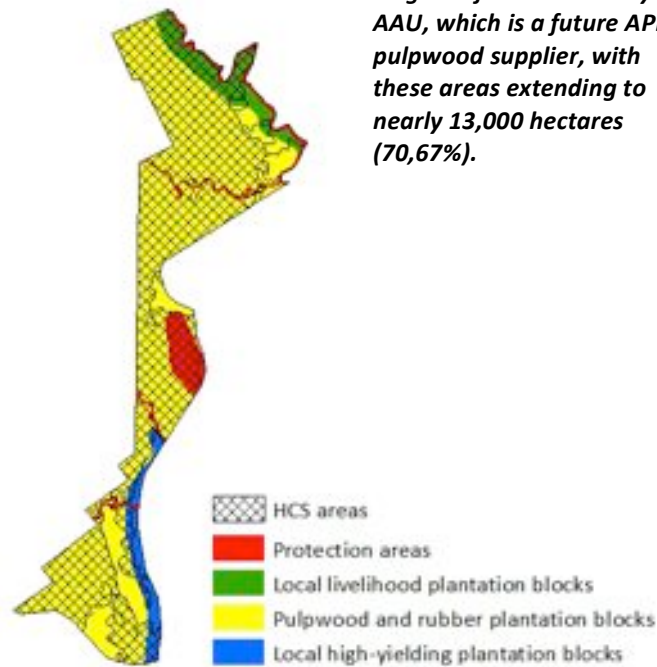 AAU, which is a future
pulpwood supplier, with
these areas extending to
nearly 13,000 hectares
(70,67%).
HCS areas
Protection areas
Local livelihood plantation blocks
Pulpwood and rubber plantation blocks
Local high-yielding plantation blocks